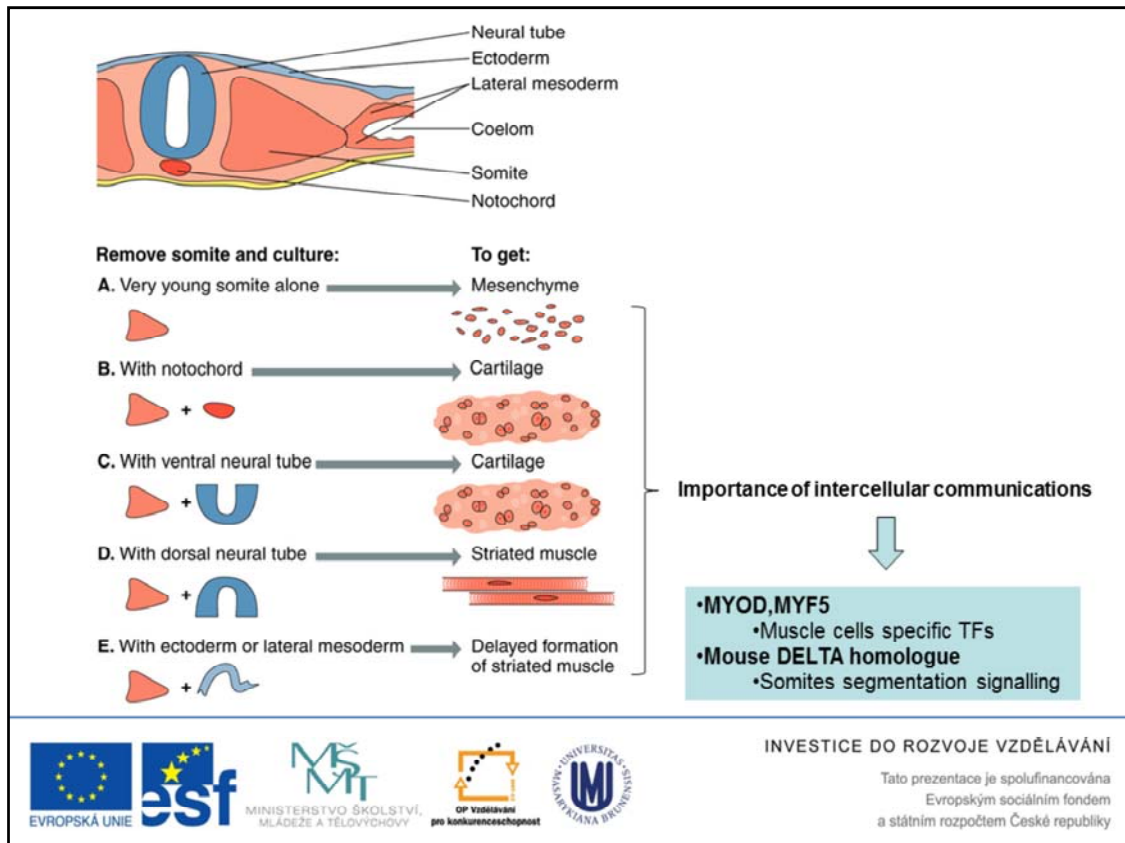 Neural tube
Ectoderm
Lateral mesoderm
Coelom
Somite
Notochord
Remove somite and culture:
To get:
A. Very young somite alone
Mesenchyme
B. With notochord
Cartilage
+
C. With ventral neural tube
Cartilage
+
D. With dorsal neural tube
Striated muscle
+
E. With ectoderm or lateral mesoderm
Delayed formation
of striated muscle
+
Importance of intercellular communications
•MYOD,MYF5
•Muscle cells specific TFs
•Mouse DELTA homologue
•Somites segmentation signalling
EVROPSKÁ UNIE
esf
MŠMT
MINISTERSTVO ŠKOLSTVÍ,
MLÁDEŽE A TĚLOVÝCHOVY
OP Vzdělávání
pro konkurenceschopnost
UNIVERSITAS
MASARYKIANA BRUNENSIS
INVESTICE DO ROZVOJE VZDĚLÁVÁNÍ
Tato prezentace je spolufinancována
Evropským sociálním fondem
a státním rozpočtem České republiky